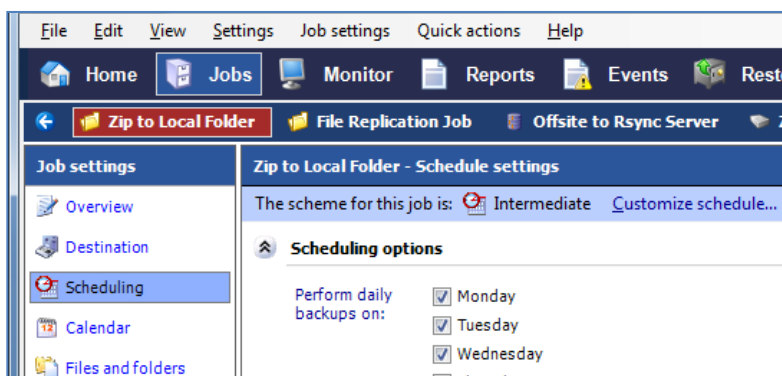 File Edit View Settings Job settings Quick actions Help
Home Jobs Monitor Reports Events
Zip to Local Folder File Replication Job Offsite to Rsync Server
Job settings
Zip to Local Folder - Schedule settings
Overview
The scheme for this job is: Intermediate Customize schedule...
Destination
Scheduling options
Scheduling
Perform daily
backups on:
Monday
Calendar
Tuesday
Wednesday
Files and folders